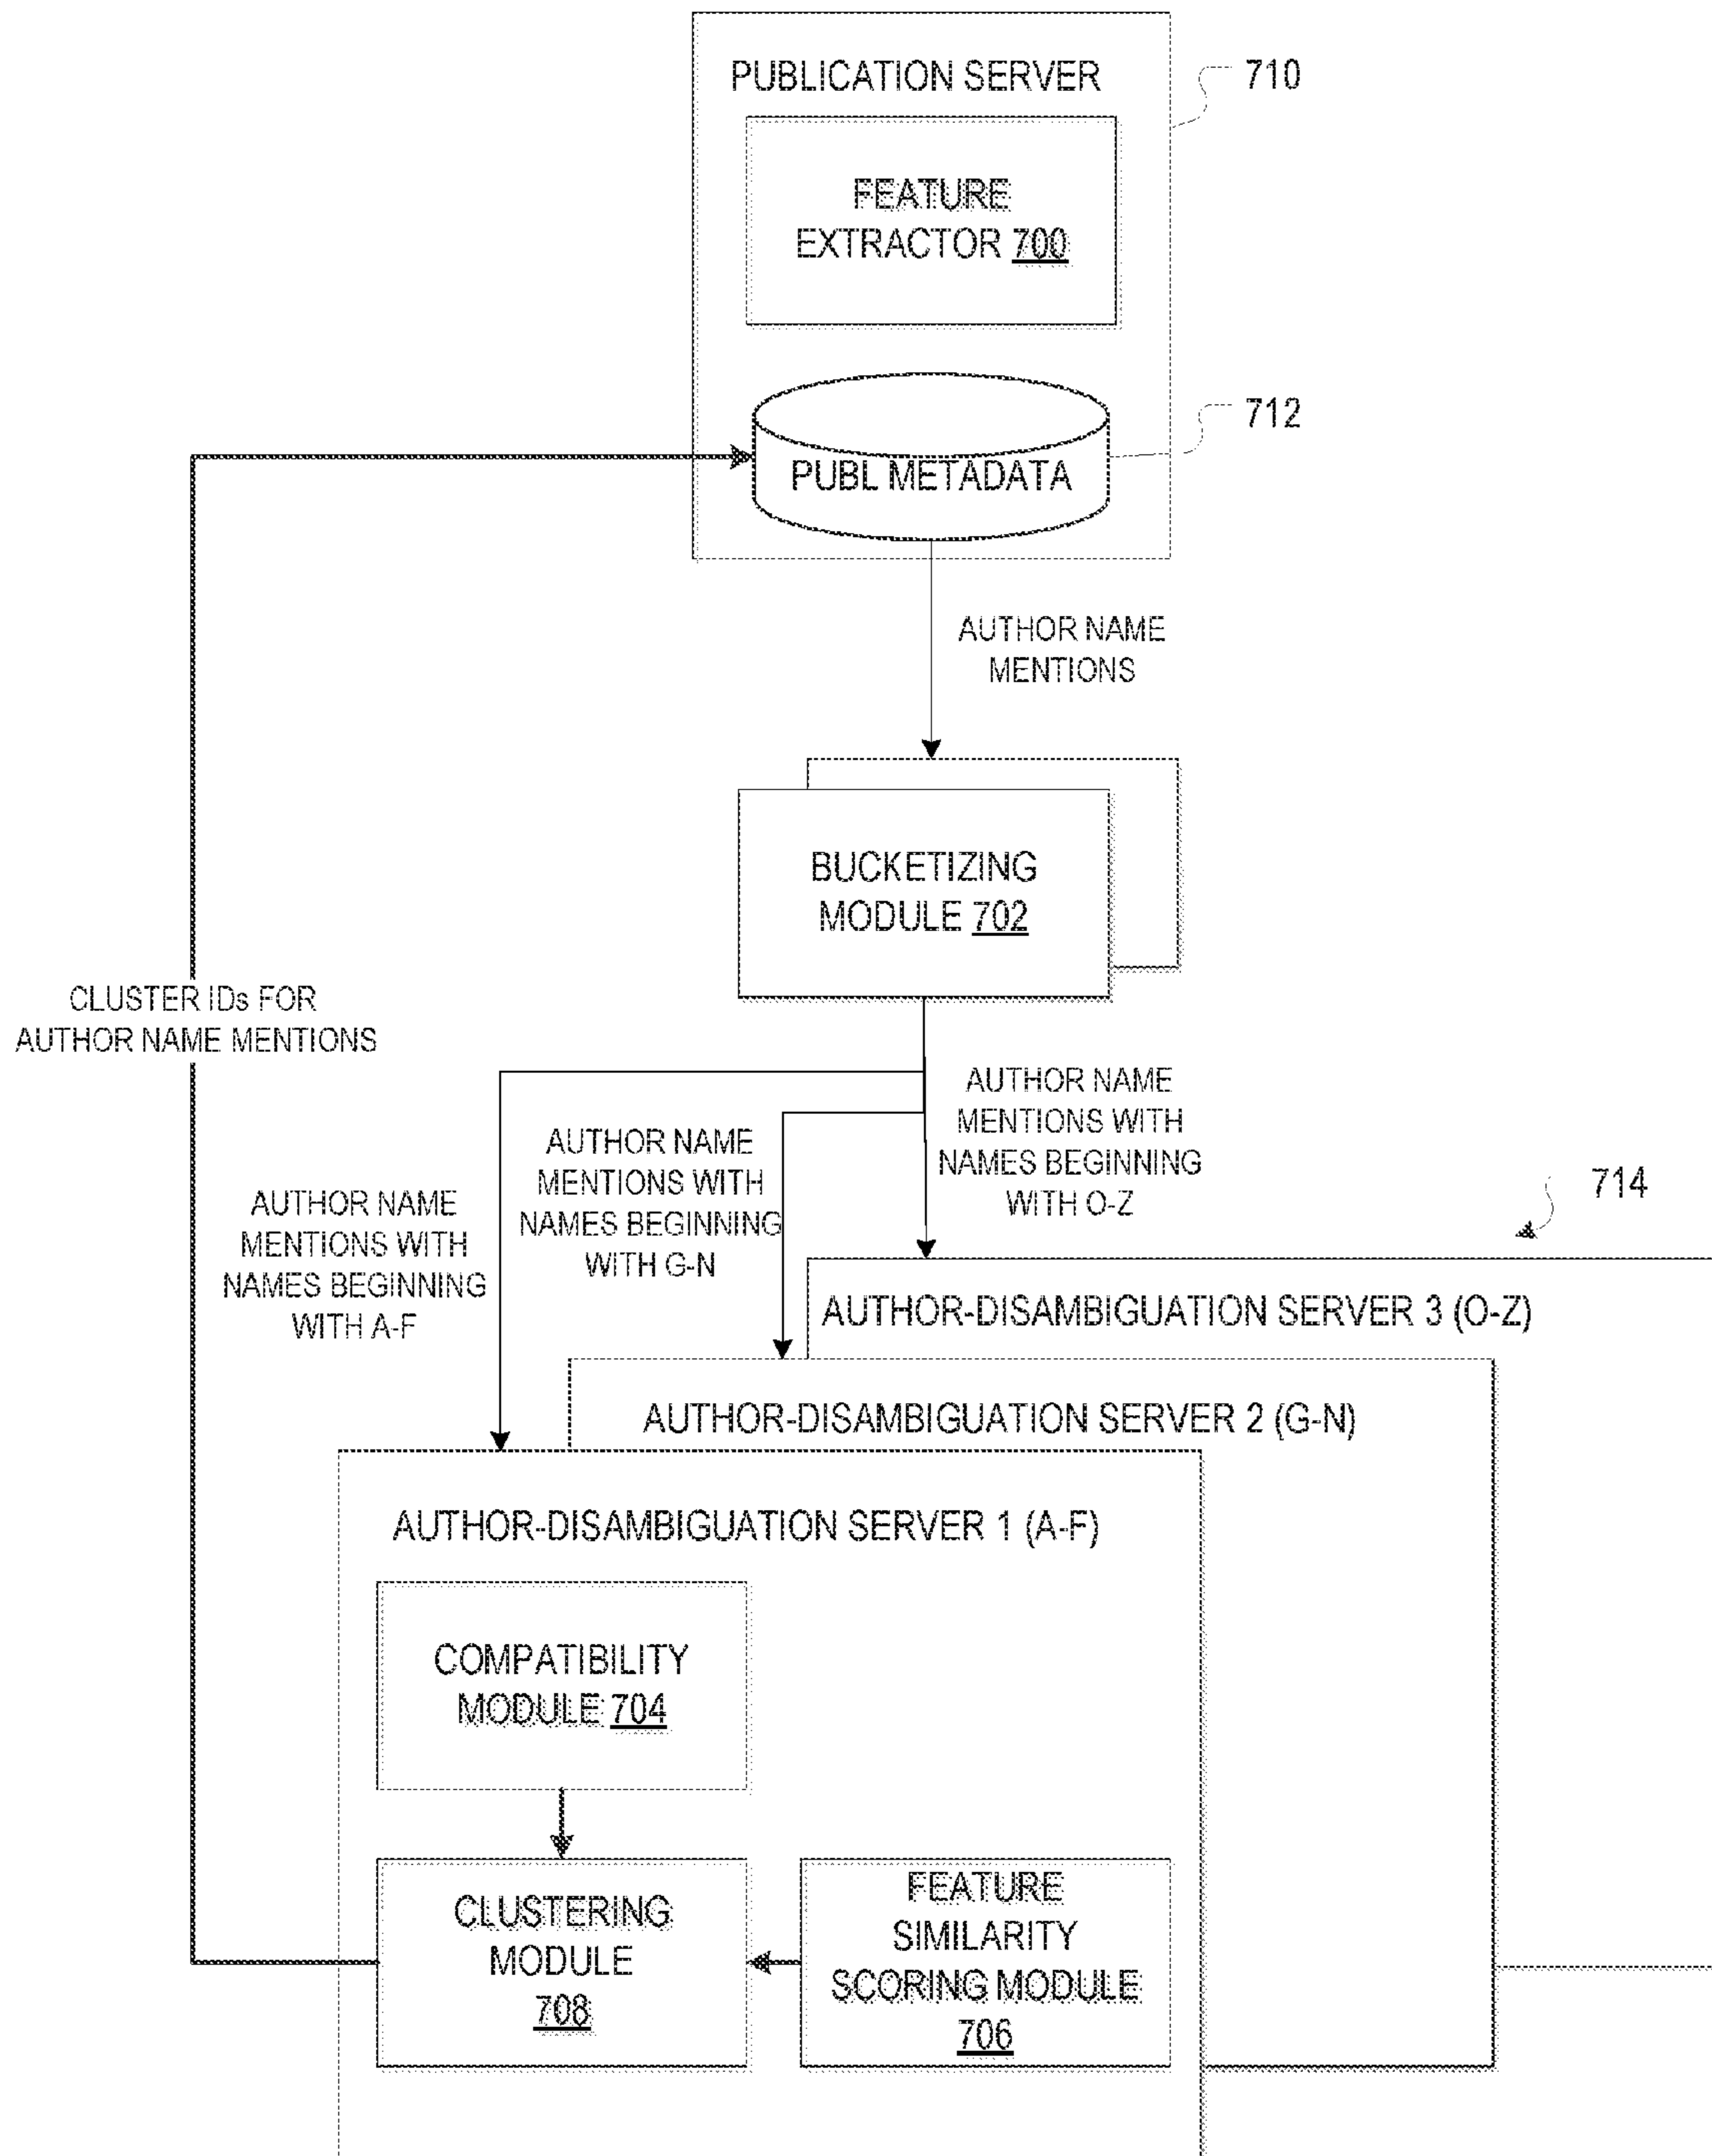 PUBLICATION SERVER
710
FEATURE
EXTRACTOR 700
712
PUBL METADATA
AUTHOR NAME
MENTIONS
BUCKETIZING
MODULE 702
CLUSTER IDs FOR
AUTHOR NAME MENTIONS
AUTHOR NAME
MENTIONS WITH
NAMES BEGINNING
WITH O-Z
AUTHOR NAME
MENTIONS WITH
NAMES BEGINNING
WITH G-N
AUTHOR NAME
MENTIONS WITH
NAMES BEGINNING
WITH A-F
714
AUTHOR-DISAMBIGUATION SERVER 3 (O-Z)
AUTHOR-DISAMBIGUATION SERVER 2 (G-N)
AUTHOR-DISAMBIGUATION SERVER 1 (A-F)
COMPATIBILITY
MODULE 704
CLUSTERING
MODULE
708
FEATURE
SIMILARITY
SCORING MODULE
706